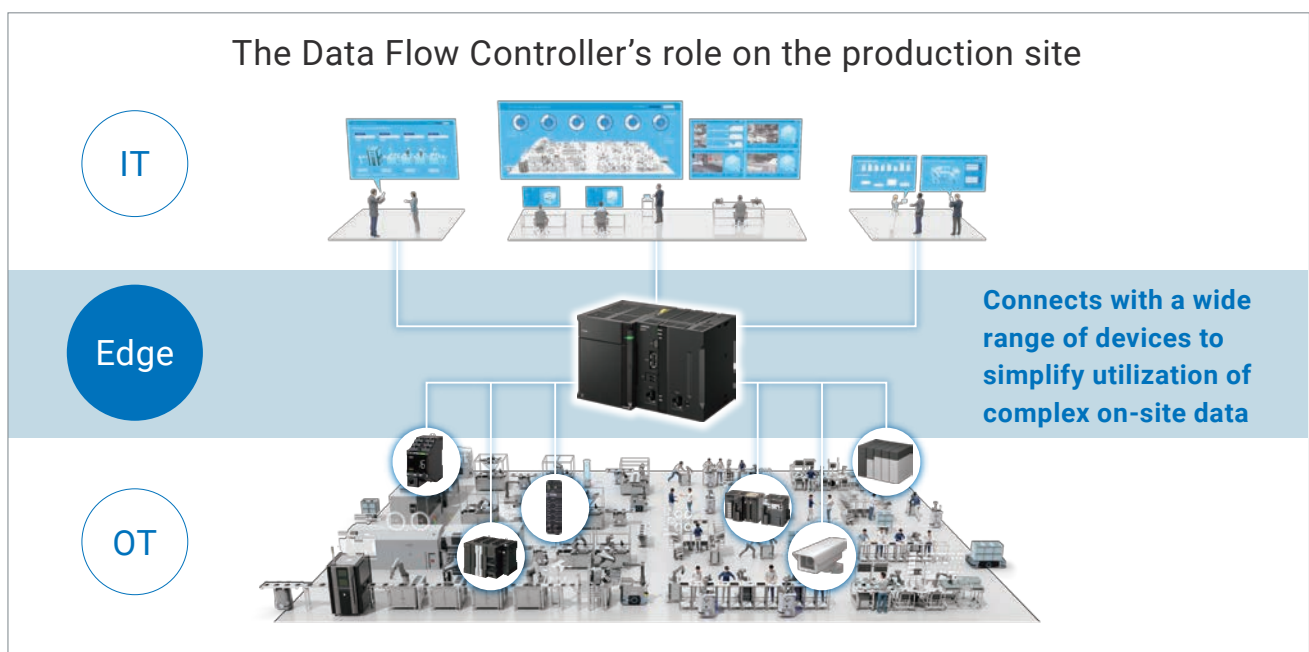 The Data Flow Controller’s role on the production site
IT
Edge
Connects with a wide
range of devices to
simplify utilization of
complex on-site data
OT